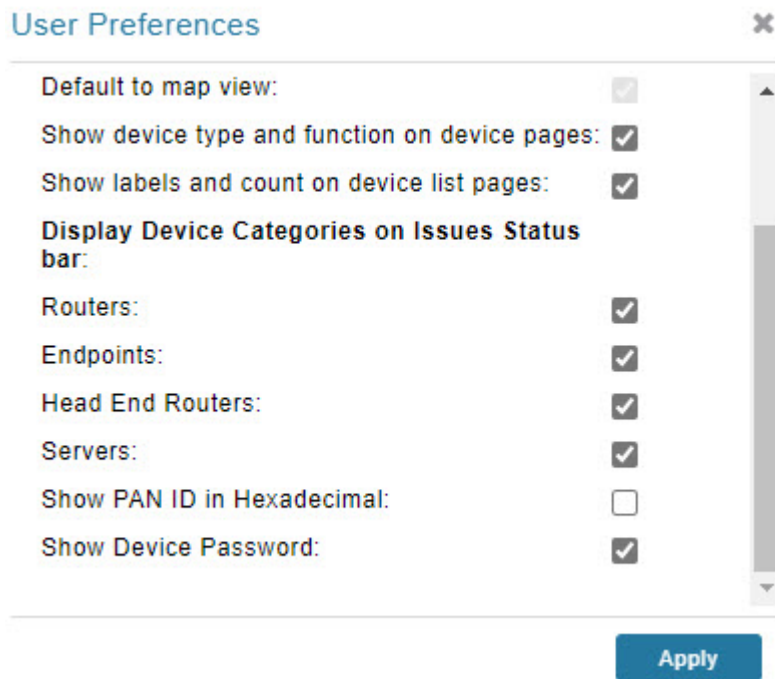 User Preferences
Default to map view:
Show device type and function on device pages:
Show labels and count on device list pages:
Display Device Categories on Issues Status
bar:
Routers:
Endpoints:
Head End Routers:
Servers:
Show PAN ID in Hexadecimal:
Show Device Password:
Apply